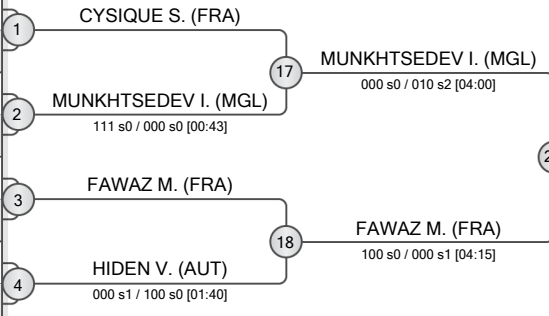 CYSIQUE S. (FRA)
1
17
MUNKHTSEDEV I. (MGL)
000 s0 / 010 s2 [04:00]
2
MUNKHTSEDEV I. (MGL)
111 s0 / 000 s0 [00:43]
3
FAWAZ M. (FRA)
18
FAWAZ M. (FRA)
100 s0 / 000 s1 [04:15]
4
HIDEN V. (AUT)
000 s1 / 100 s0 [01:40]